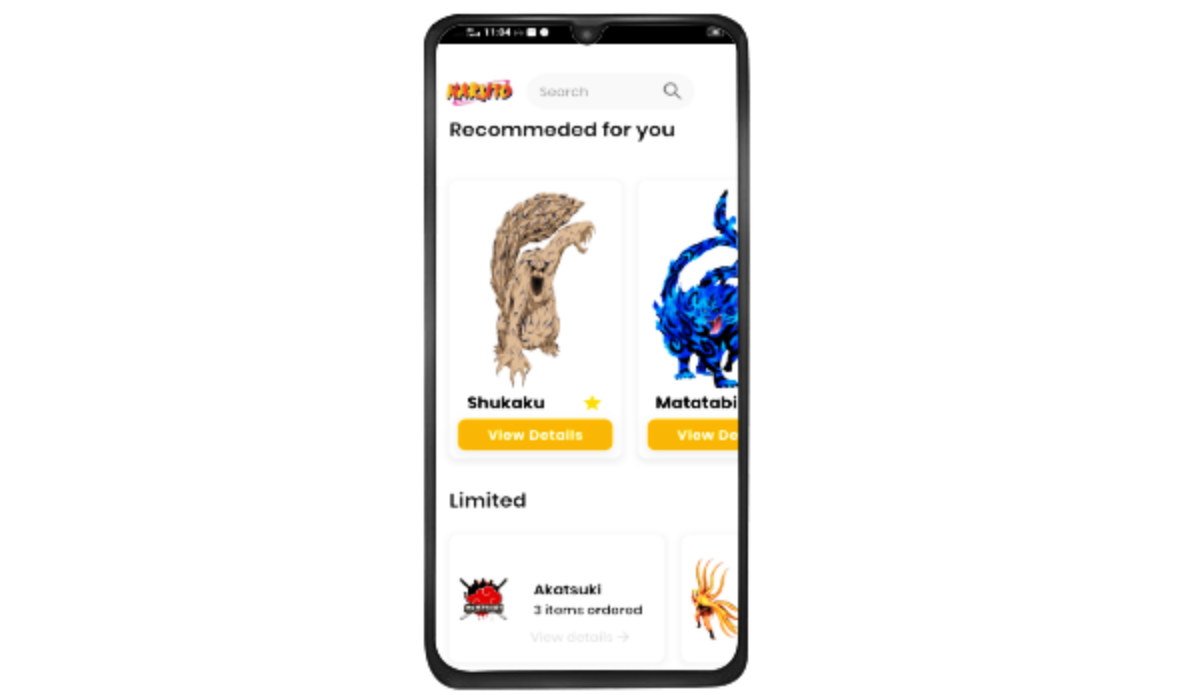 11:04
NARUTO
Search
Recommeded for you
Shukaku
Matatabi
View Details
View De
Limited
Akatsuki
3 items ordered
View details →